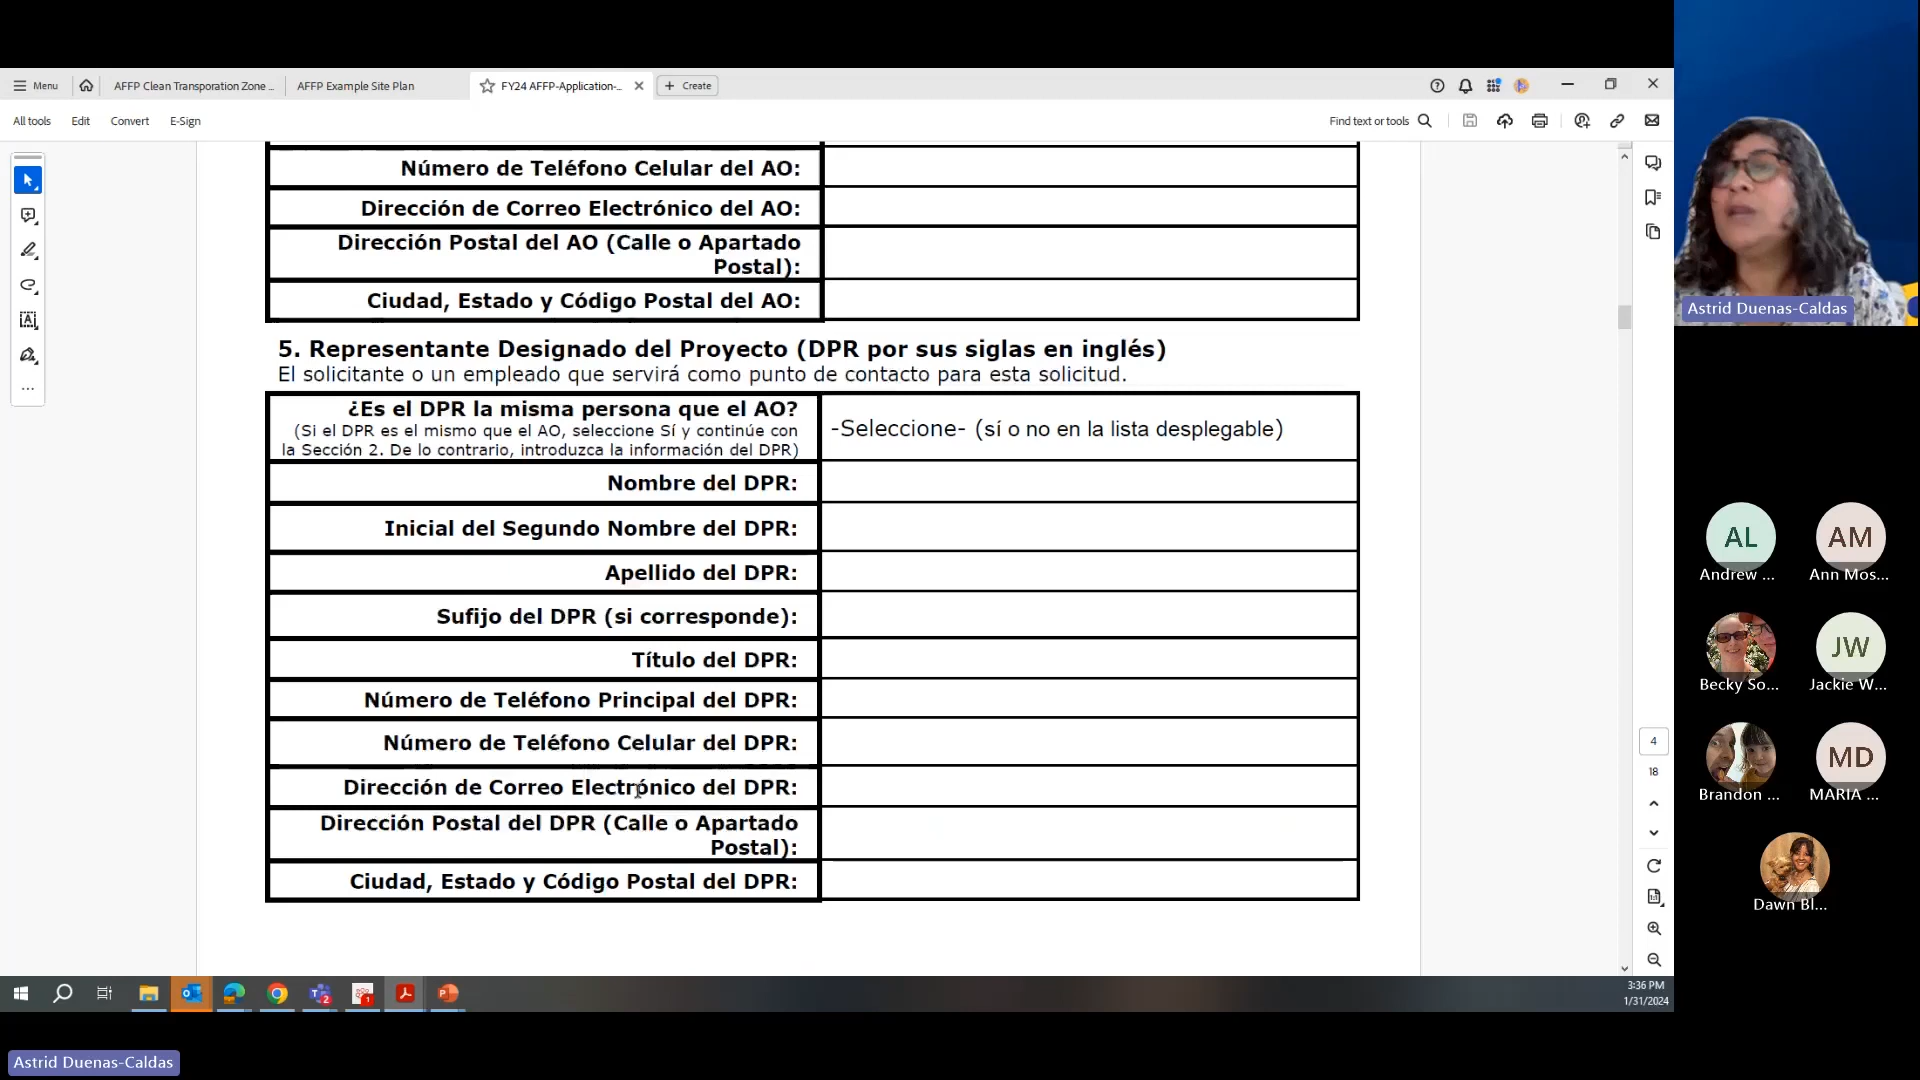 Menu
AFFP Clean Transporation Zone ...
AFFP Example Site Plan
FY24 AFFP-Application-...
Create
All tools
Edit
Convert
E-Sign
Find text or tools
Número de Teléfono Celular del AO:
Dirección de Correo Electrónico del AO:
Dirección Postal del AO (Calle o Apartado
Postal):
Ciudad, Estado y Código Postal del AO:
5. Representante Designado del Proyecto (DPR por sus siglas en inglés)
El solicitante o un empleado que servirá como punto de contacto para esta solicitud.
¿Es el DPR la misma persona que el AO?
(Si el DPR es el mismo que el AO, seleccione Sí y continúe con
la Sección 2. De lo contrario, introduzca la información del DPR)
-Seleccione- (sí o no en la lista desplegable)
Nombre del DPR:
Inicial del Segundo Nombre del DPR:
Apellido del DPR:
Sufijo del DPR (si corresponde):
Título del DPR:
Número de Teléfono Principal del DPR:
Número de Teléfono Celular del DPR:
Dirección de Correo Electrónico del DPR:
Dirección Postal del DPR (Calle o Apartado
Postal):
Ciudad, Estado y Código Postal del DPR:
4
18
3:36 PM
1/31/2024
Astrid Duenas-Caldas
AL
Andrew ...
AM
Ann Mos...
Becky So...
JW
Jackie W...
Brandon ...
MD
MARIA ...
Dawn Bl...
Astrid Duenas-Caldas